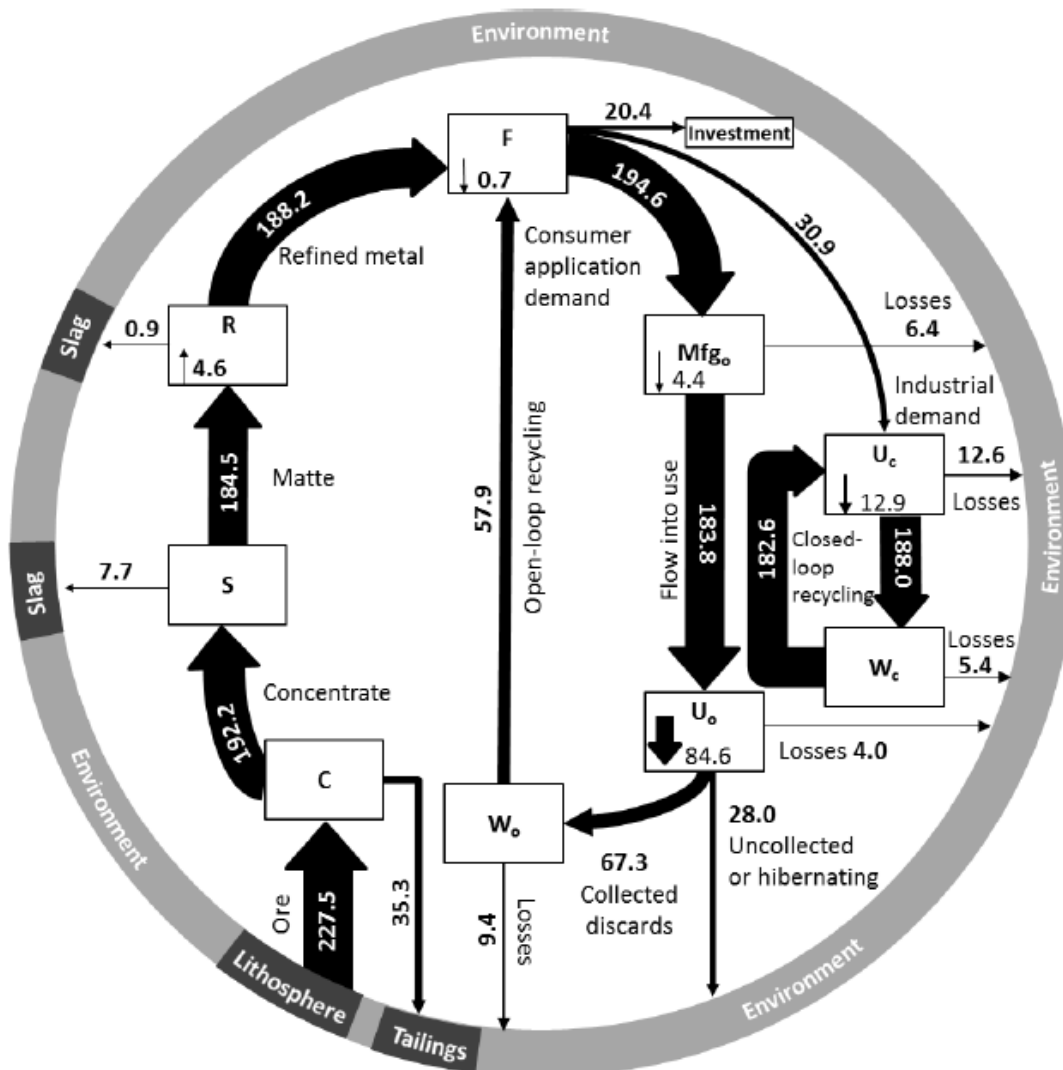 Environment
20.4
Investment
F
0.7
188.2
194.6
30.9
Refined metal
Consumer
application
demand
Losses
6.4
Slag
0.9
R
4.6
Mfgo
4.4
Industrial
demand
Uc
12.6
12.9
Losses
Environment
184.5
Matte
57.9
Open-loop recycling
Flow into use
183.8
182.6
Closed-
loop
recycling
188.0
Slag
7.7
S
Wc
Losses
5.4
192.2
Concentrate
Uo
84.6
Losses 4.0
Environment
C
Wo
67.3
Collected
discards
28.0
Uncollected
or hibernating
Ore
227.5
35.3
9.4
Losses
Lithosphere
Tailings
Environment